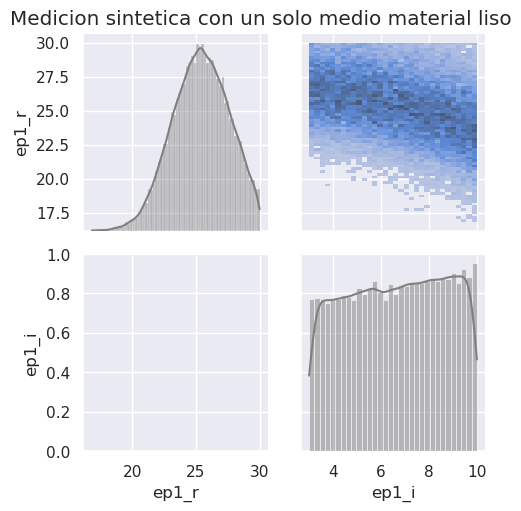 Medicion sintetica con un solo medio material liso
30.0
27.5
25.0
22.5
20.0
17.5
ep1_r
1.0
0.8
0.6
0.4
0.2
0.0
ep1_i
20 25 30
4 6 8 10
ep1_r ep1_i